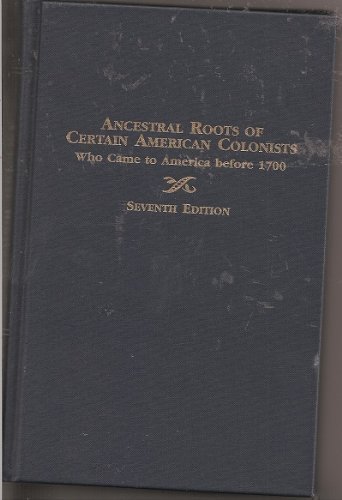 Ancestral Roots of
Certain American Colonists
Who Came to America before 1700
Seventh Edition